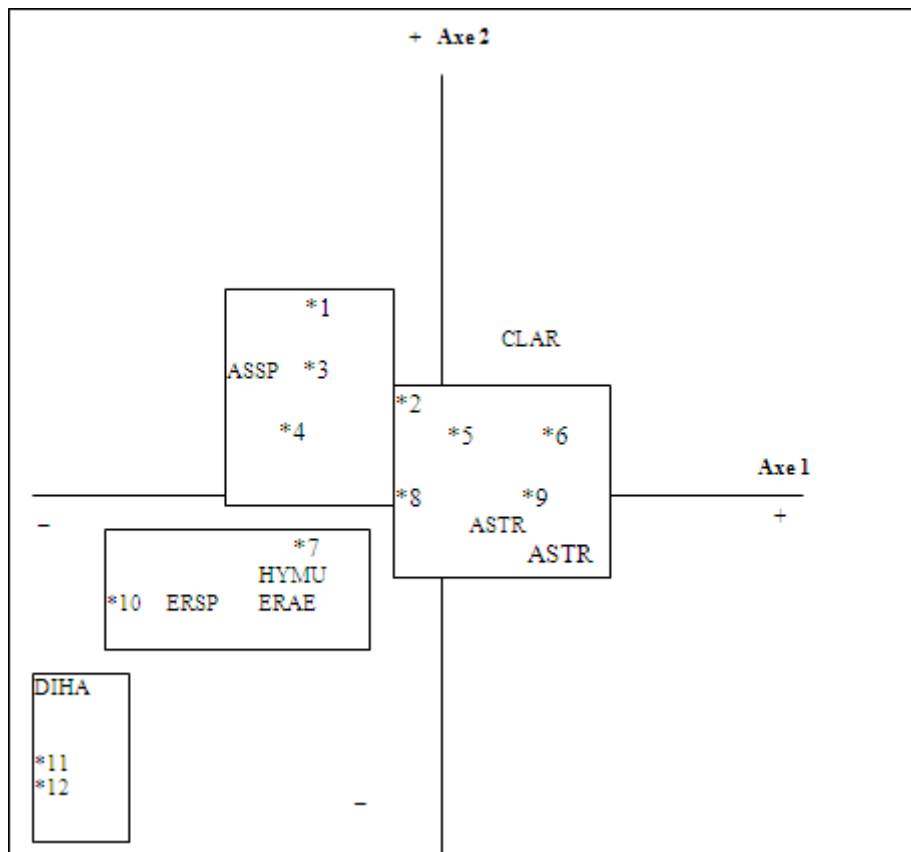 + Axe 2
*1
CLAR
ASSP *3
*2
*4 *5 *6
Axe 1
*8 *9
– +
ASTR
*7 ASTR
HYMU
*10 ERSP ERAE
DIHA
*11
*12
–